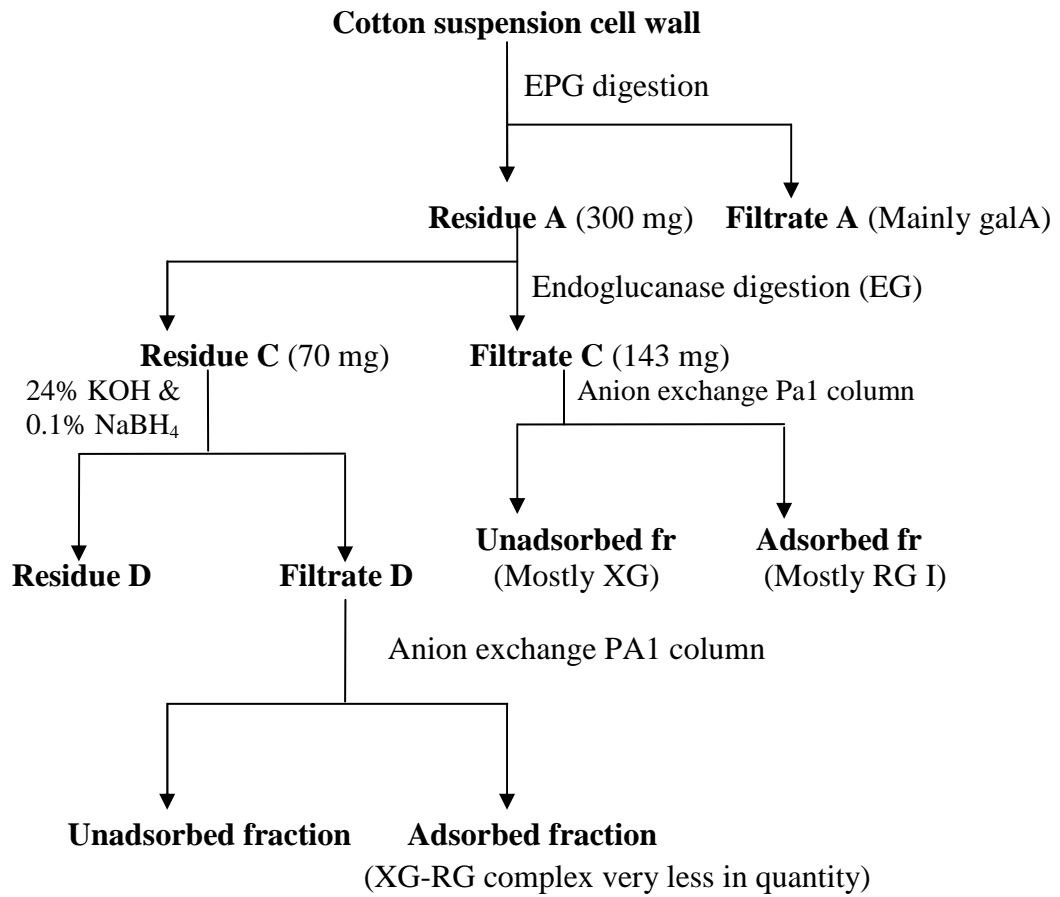 Cotton suspension cell wall
EPG digestion
Residue A (300 mg)
Filtrate A (Mainly galA)
Endoglucanase digestion (EG)
Residue C (70 mg)
Filtrate C (143 mg)
24% KOH &
0.1% NaBH₄
Anion exchange Pa1 column
Unadsorbed fr
(Mostly XG)
Adsorbed fr
(Mostly RG I)
Residue D
Filtrate D
Anion exchange PA1 column
Unadsorbed fraction
Adsorbed fraction
(XG-RG complex very less in quantity)